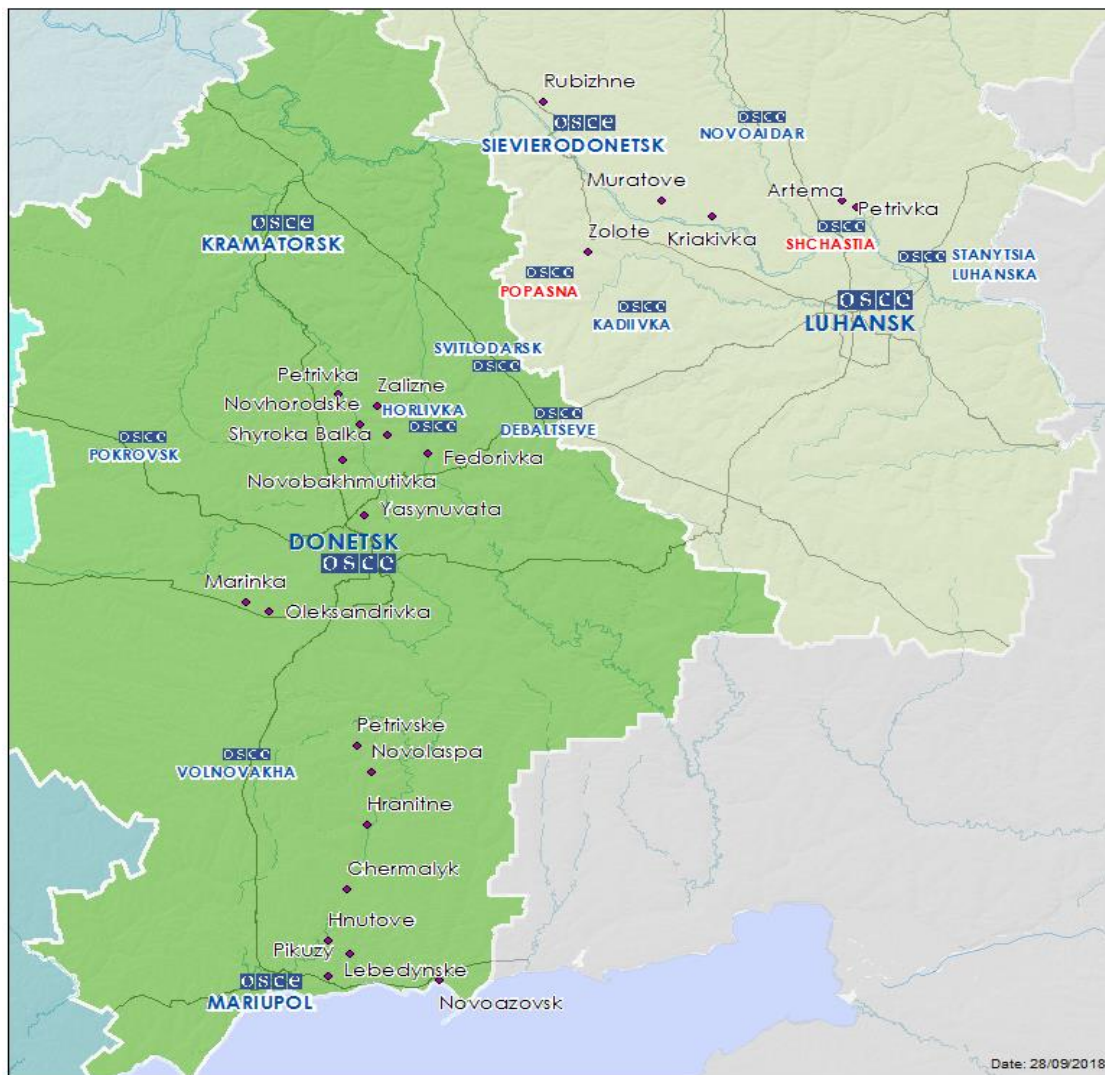 Rubizhne
osce
SIEVIERODONETSK
osce
NOVOAIDAR
Muratove
Artema
Petrivka
osce
KRAMATORSK
Kriakivka
osce
SHCHASTIA
Zolote
osce
STANYTSIA
LUHANSKA
osce
POPASNA
osce
KADIIVKA
osce
LUHANSK
SVITLODARSK
osce
Petrivka
Zalizne
Novhorodske
HORLIVKA
osce
osce
DEBALTSEVE
Shyroka Balka
osce
POKROVSK
Fedorivka
Novobakhmutivka
Yasynuvata
DONETSK
osce
Marinka
Oleksandrivka
Petrivske
Novolaspa
osce
VOLNOVAKHA
Hranitne
Chermalyk
Hnutove
Pikuzy
Lebedynske
osce
MARIUPOL
Novoazovsk
Date: 28/09/2018